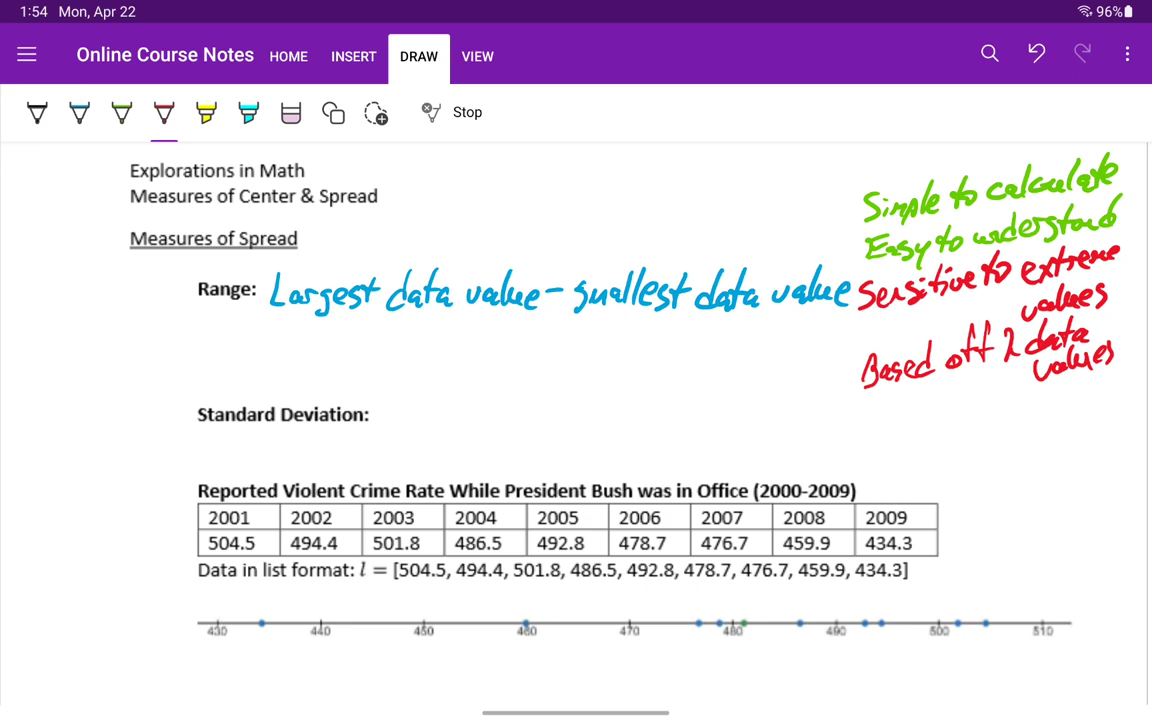 1:54 Mon, Apr 22
96%
Online Course Notes HOME INSERT DRAW VIEW
Stop
Explorations in Math
Measures of Center & Spread
Measures of Spread
Simple to calculate
Easy to understand
Range: Largest data value - smallest data value
Sensitive to extreme
values
Based off 2 data
values
Standard Deviation:
Reported Violent Crime Rate While President Bush was in Office (2000-2009)
2001 2002 2003 2004 2005 2006 2007 2008 2009
504.5 494.4 501.8 486.5 492.8 478.7 476.7 459.9 434.3
Data in list format: l = [504.5, 494.4, 501.8, 486.5, 492.8, 478.7, 476.7, 459.9, 434.3]
430 440 450 460 470 480 490 500 510